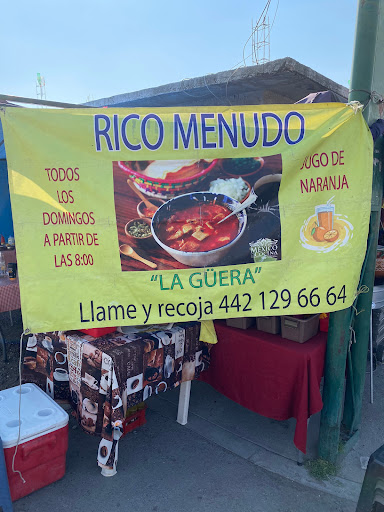 RICO MENUDO
TODOS
LOS
DOMINGOS
A PARTIR DE
LAS 8:00
JUGO DE
NARANJA
"LA GÜERA"
Llame y recoja 442 129 66 64